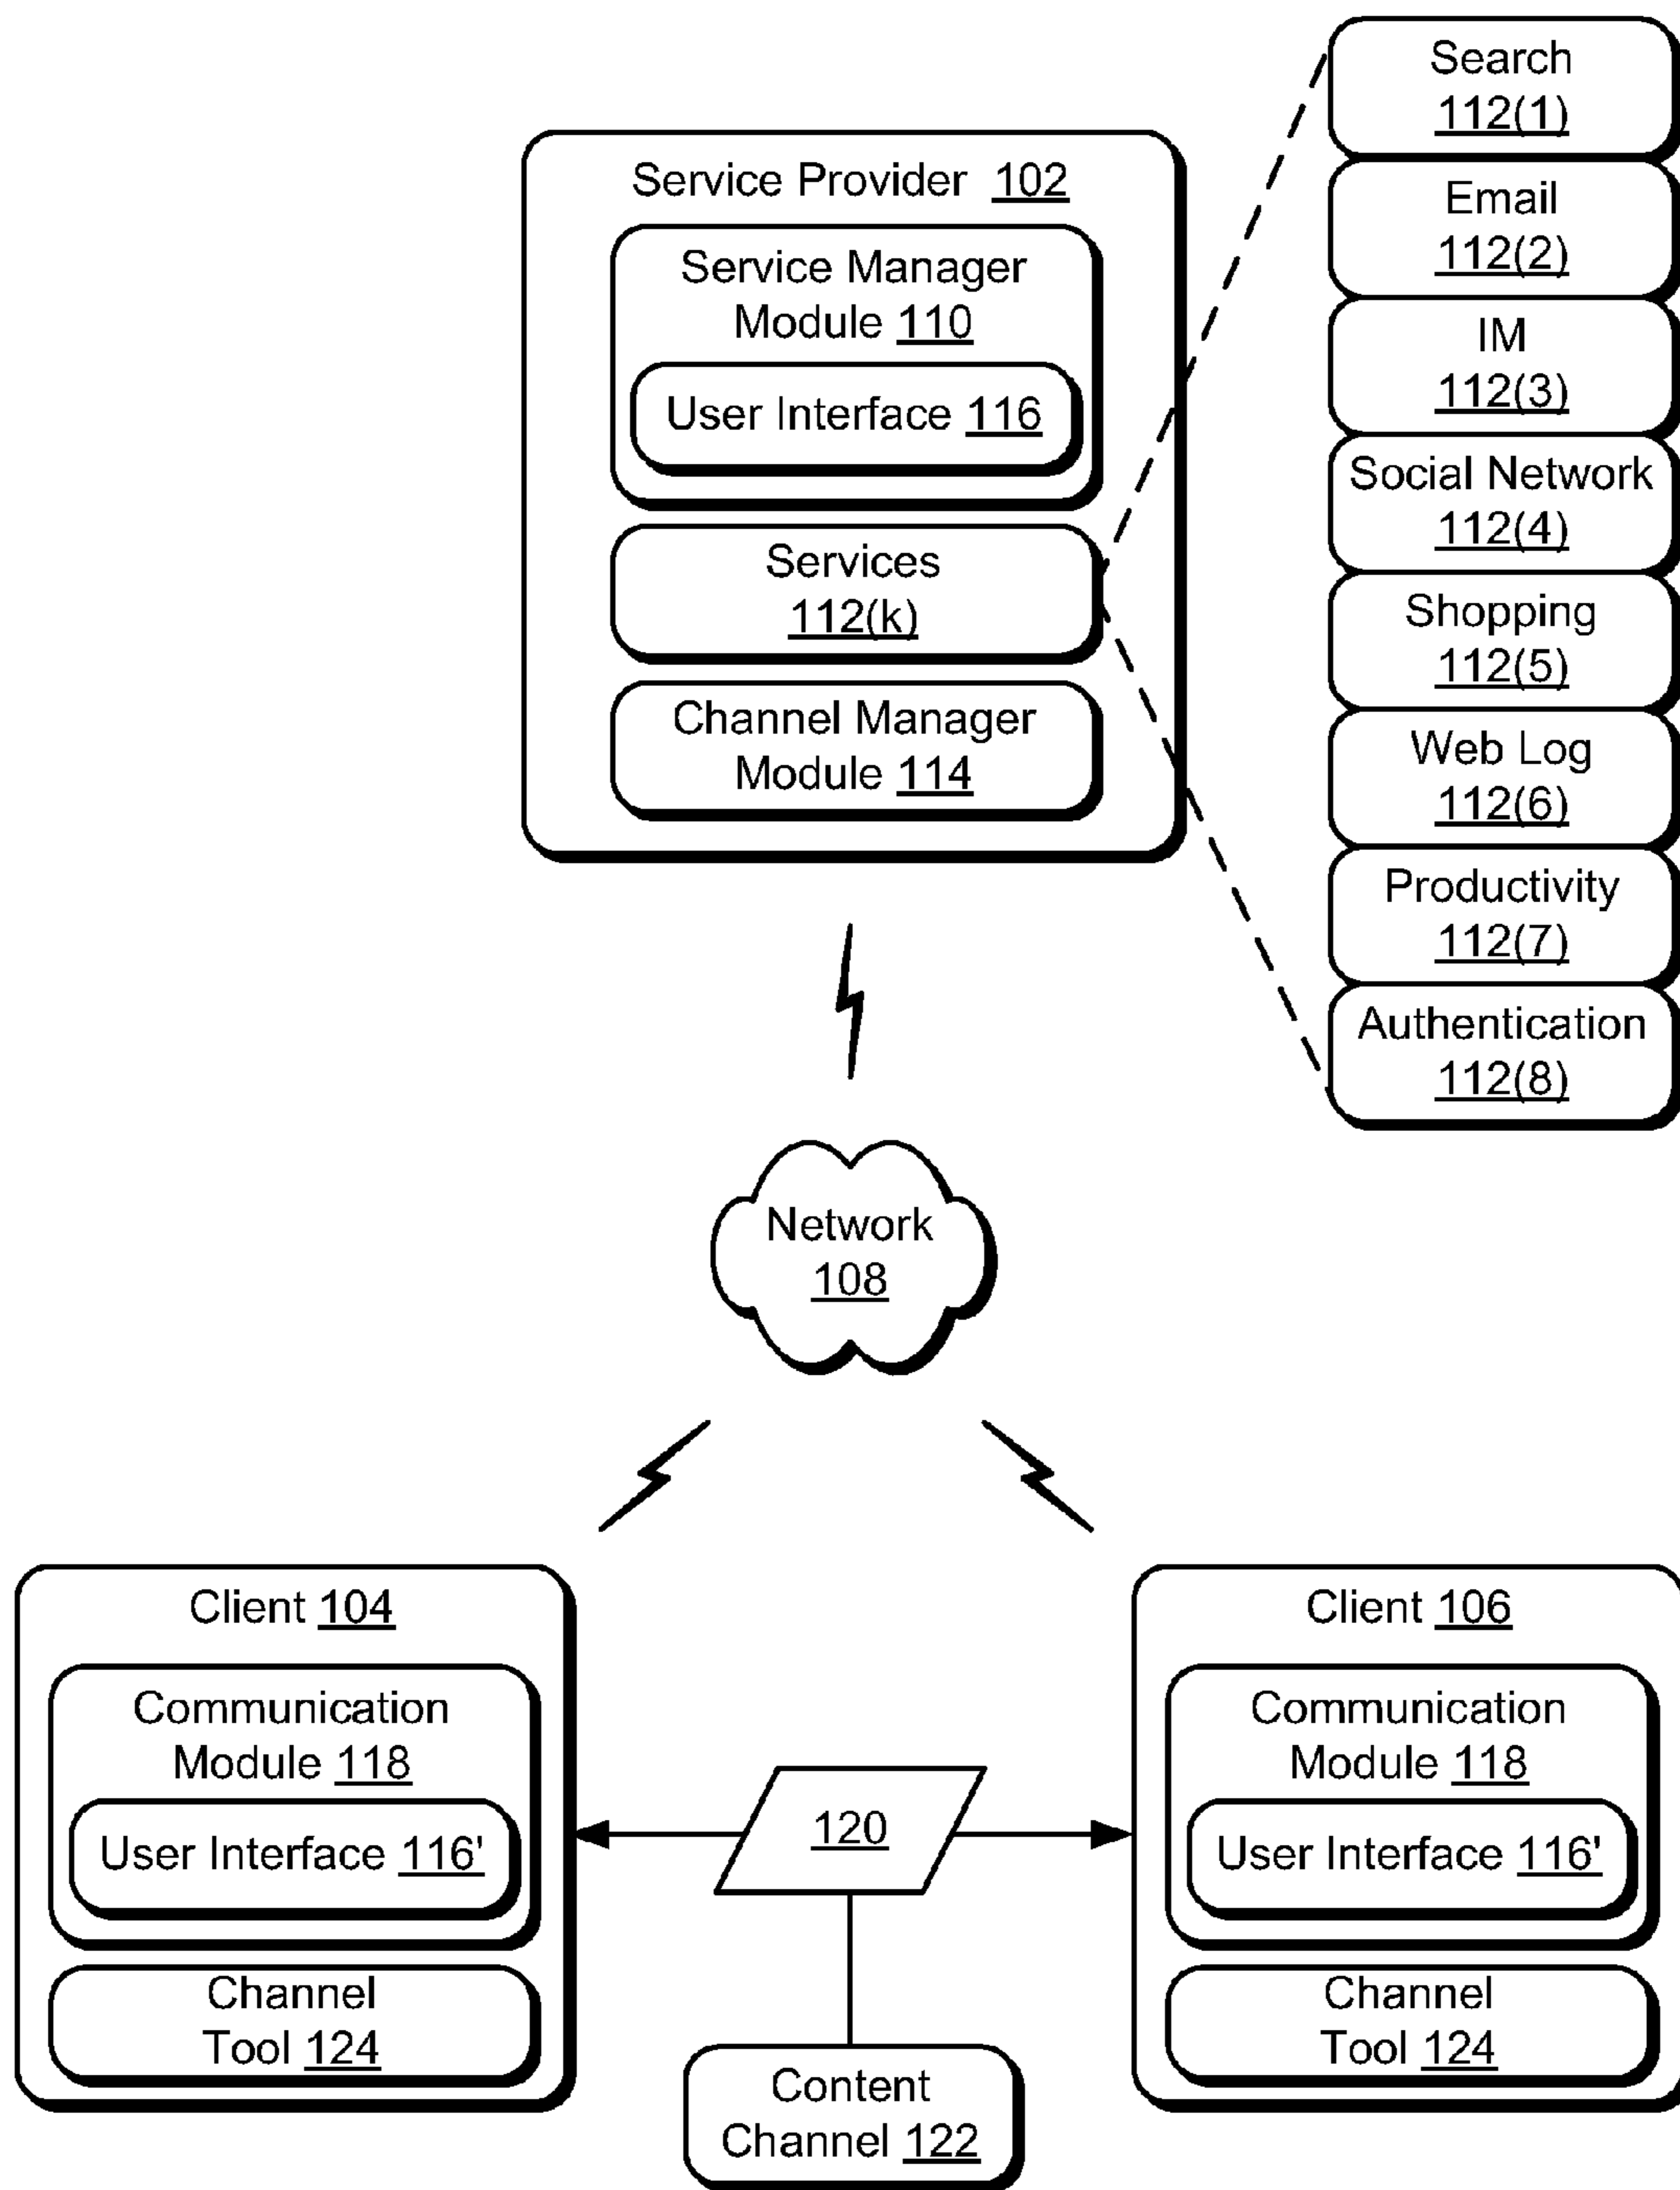 Service Provider 102
Service Manager
Module 110
User Interface 116
Services
112(k)
Channel Manager
Module 114
Search
112(1)
Email
112(2)
IM
112(3)
Social Network
112(4)
Shopping
112(5)
Web Log
112(6)
Productivity
112(7)
Authentication
112(8)
Network
108
Client 104
Communication
Module 118
User Interface 116'
Channel
Tool 124
120
Content
Channel 122
Client 106
Communication
Module 118
User Interface 116'
Channel
Tool 124